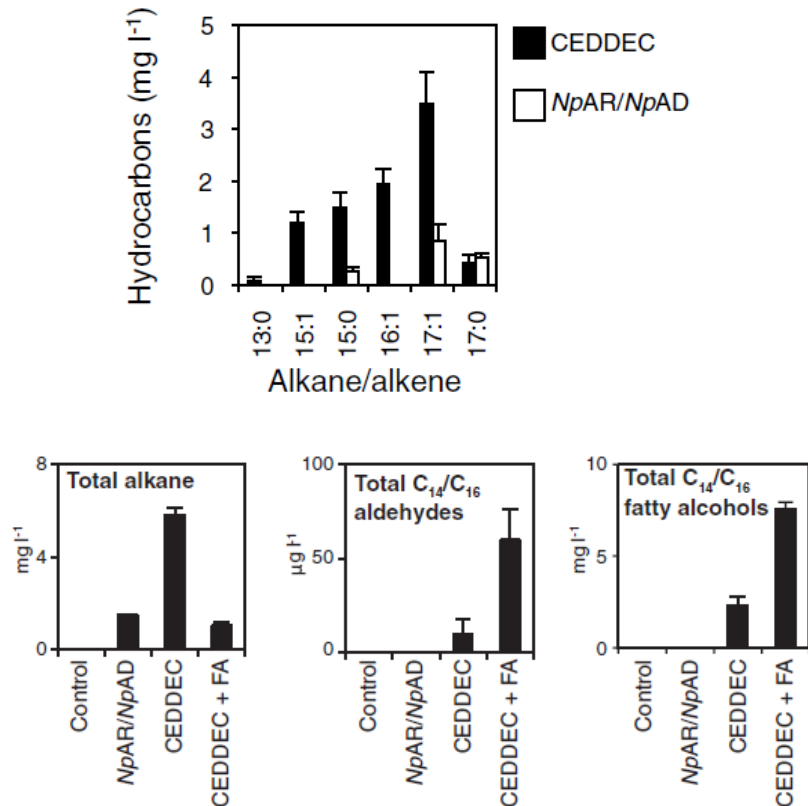 Hydrocarbons (mg l⁻¹)
5
4
3
2
1
0
13:0
15:1
15:0
16:1
17:1
17:0
Alkane/alkene
CEDDEC
NpAR/NpAD
Total alkane
mg l⁻¹
8
4
0
Control
NpAR/NpAD
CEDDEC
CEDDEC + FA
Total C₁₄/C₁₆
aldehydes
µg l⁻¹
100
50
0
Control
NpAR/NpAD
CEDDEC
CEDDEC + FA
Total C₁₄/C₁₆
fatty alcohols
mg l⁻¹
10
5
0
Control
NpAR/NpAD
CEDDEC
CEDDEC + FA